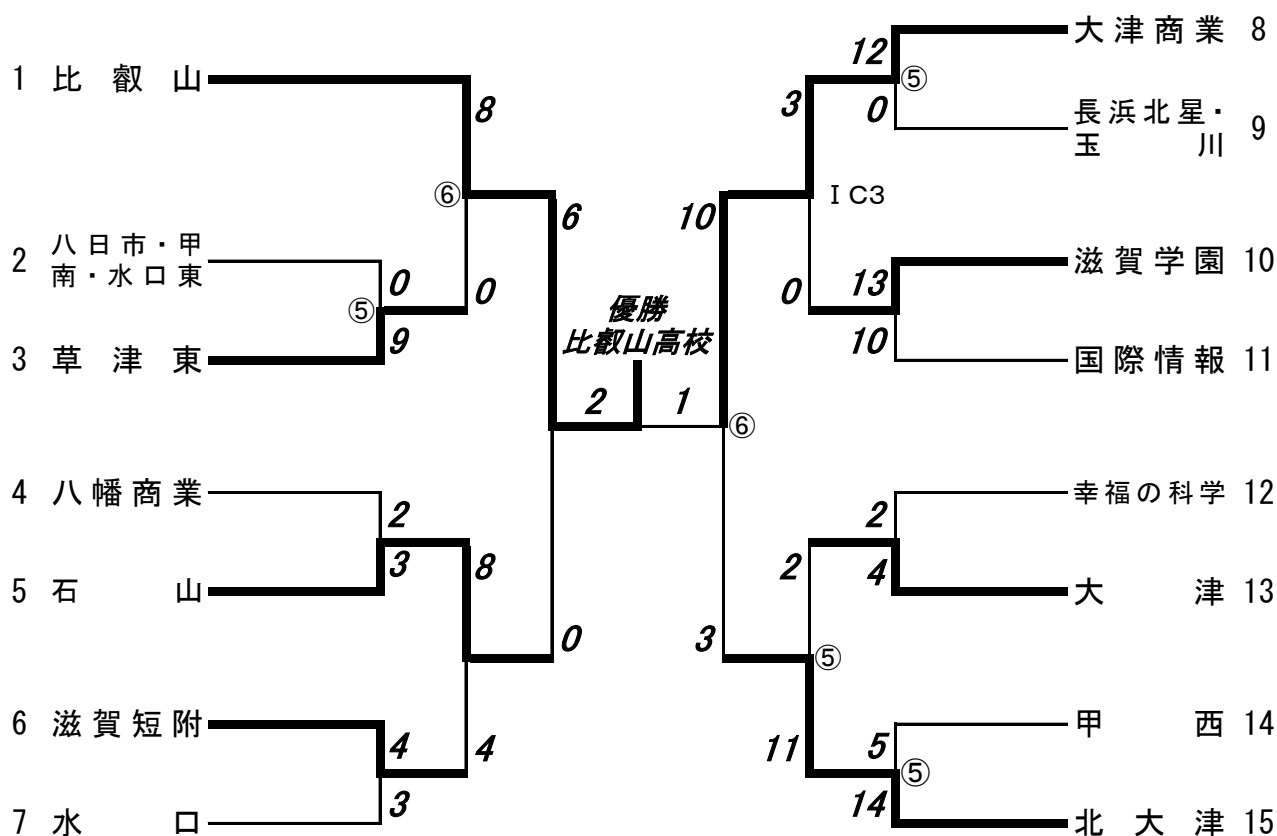 1 比叡山
8
⑥
6
2 八日市・甲
南・水口東
0
⑤
0
9
3 草津東
4 八幡商業
2
3
8
5 石山
0
6 滋賀短附
4
4
3
7 水口
優勝
比叡山高校
2 1
⑥
大津商業 8
12
⑤
3
0
長浜北星・
玉川 9
10
I C3
滋賀学園 10
0
13
10
国際情報 11
幸福の科学 12
2
2
4
大津 13
3
⑤
甲西 14
11
5
⑤
14
北大津 15